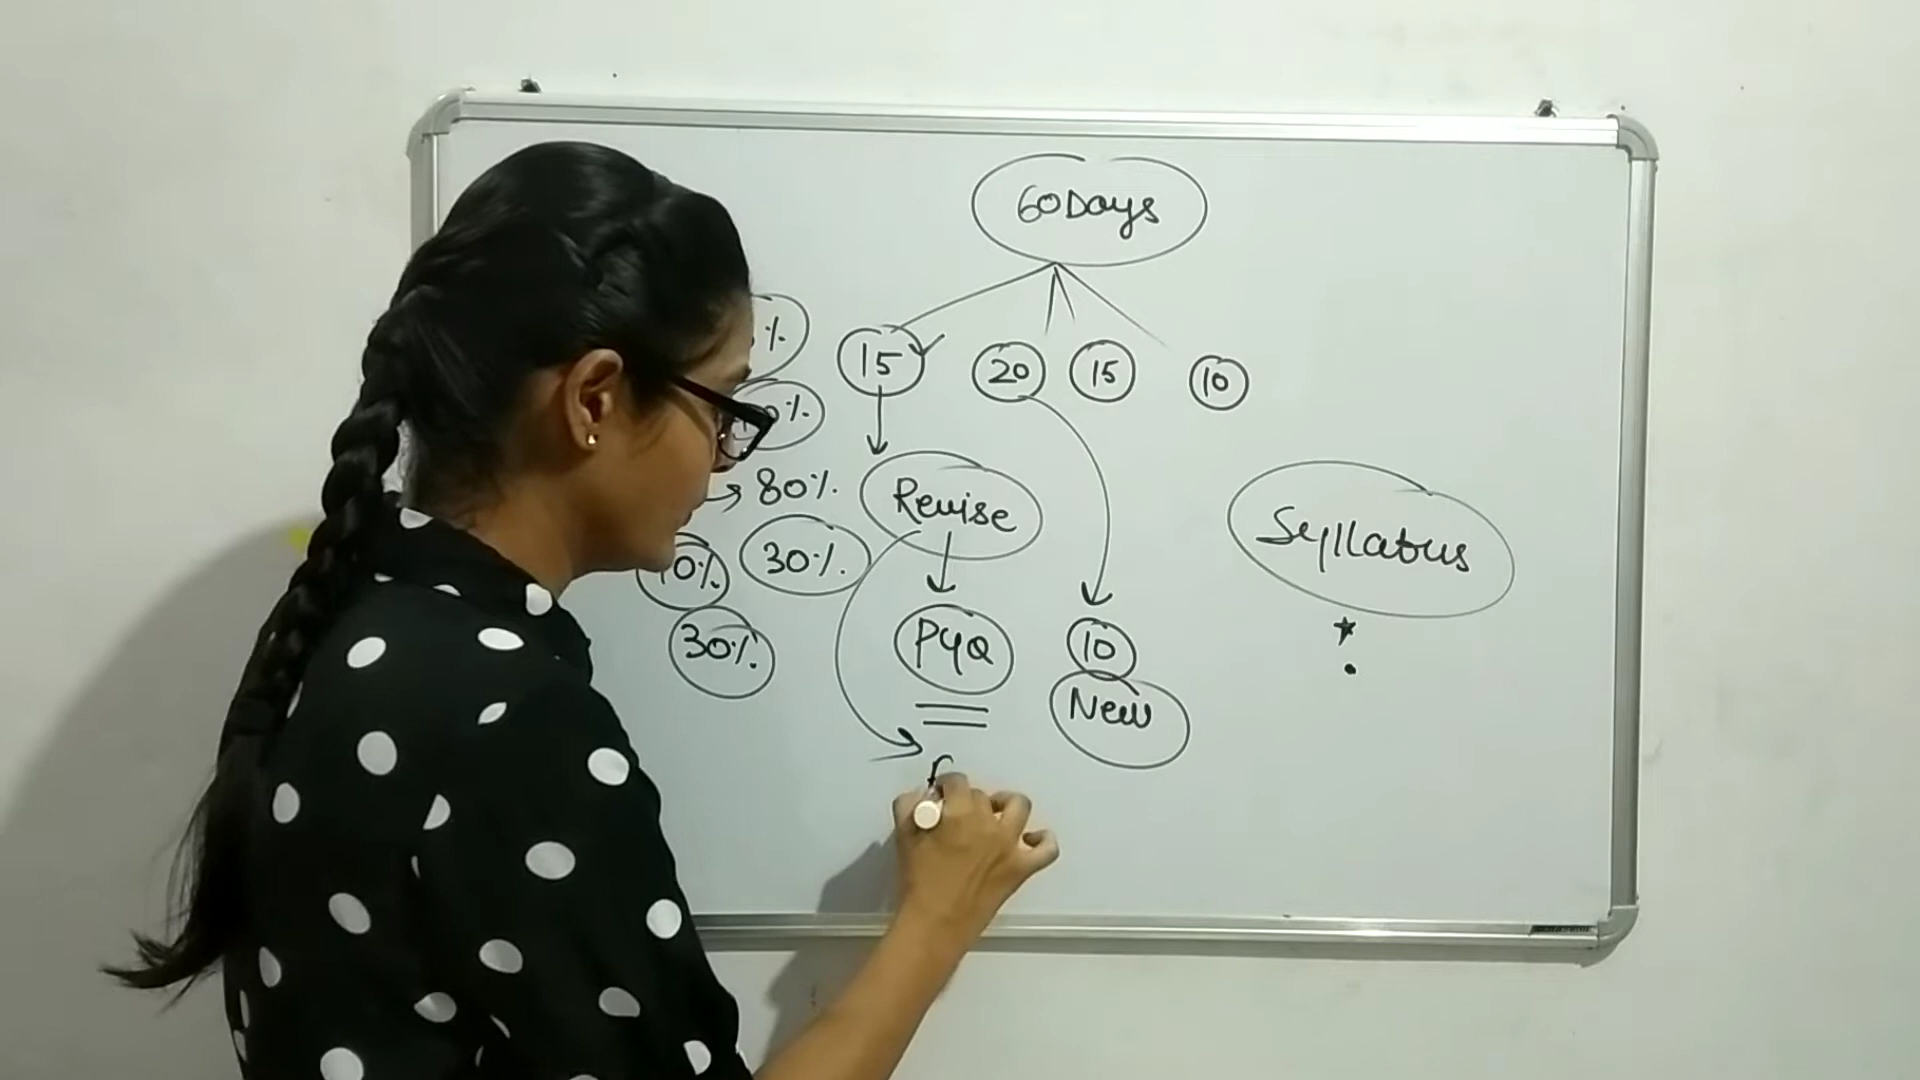 60 Days
15 20 15 10
80%.
Revise
Syllabus
30%.
30%.
PYQ
10
New